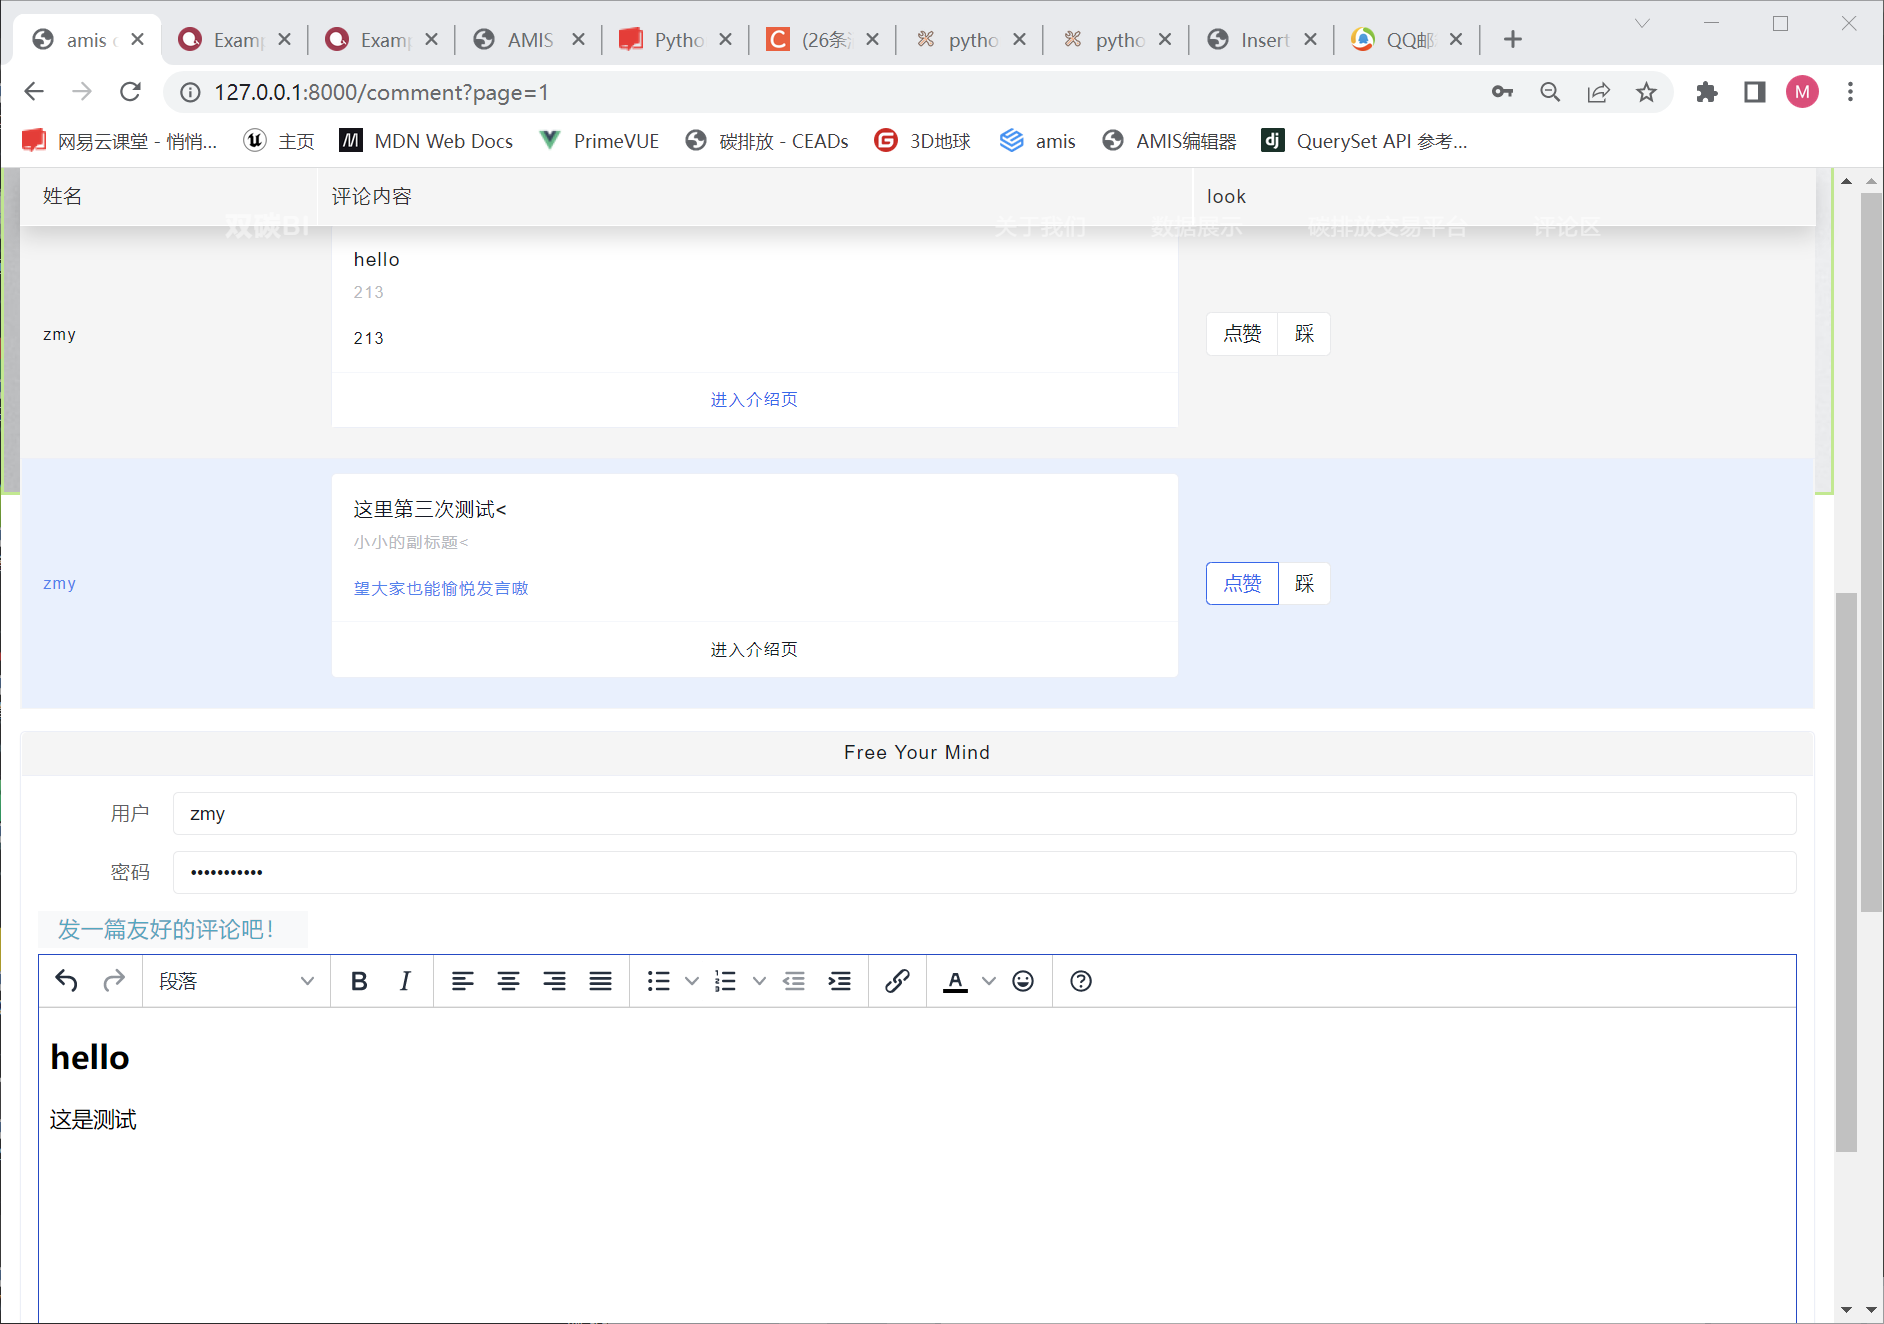 amis
Examp
Examp
AMIS
Pytho
(26条
pytho
pytho
Insert
QQ邮
127.0.0.1:8000/comment?page=1
M
网易云课堂 - 悄悄...
主页
MDN Web Docs
PrimeVUE
碳排放 - CEADs
3D地球
amis
AMIS编辑器
dj
QuerySet API 参考...
姓名
评论内容
look
双碳BI
关于我们
数据展示
碳排放交易平台
评论区
hello
213
zmy
213
点赞
踩
进入介绍页
这里第三次测试<
小小的副标题<
zmy
望大家也能愉悦发言嗷
点赞
踩
进入介绍页
Free Your Mind
用户
zmy
密码
•••••••••••
发一篇友好的评论吧！
段落
B
I
A
hello
这是测试